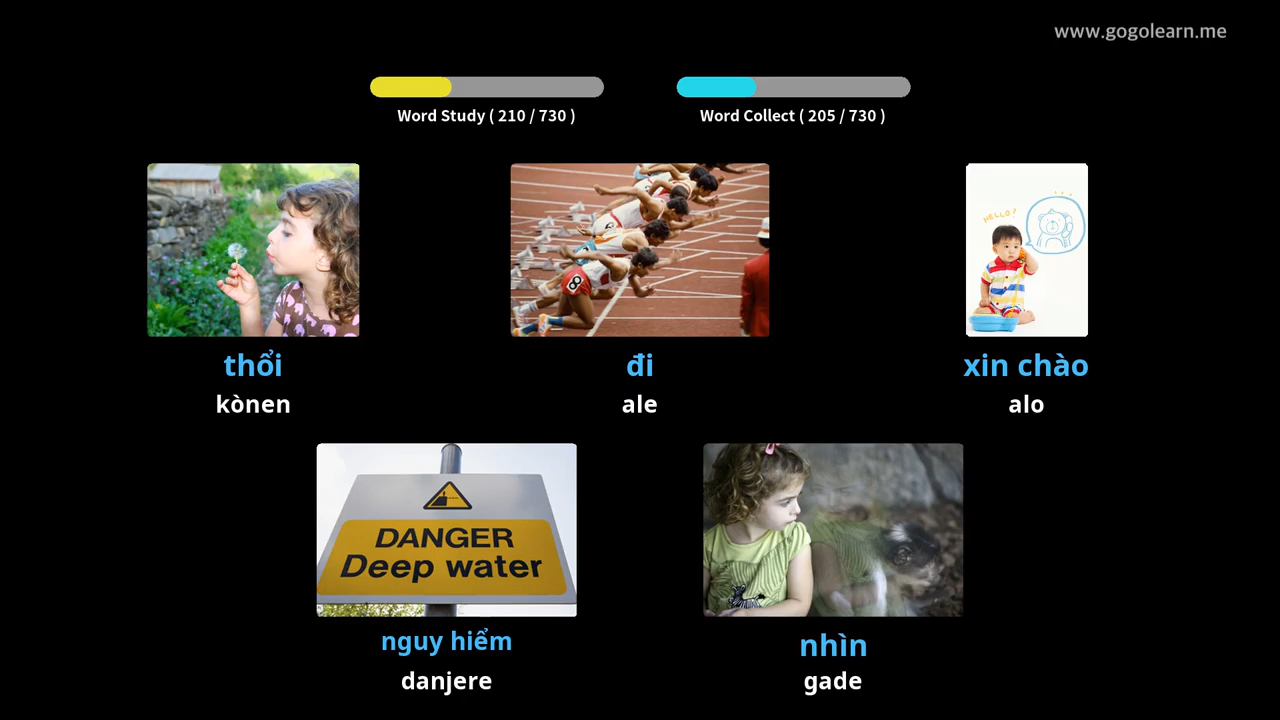 www.gogolearn.me
Word Study ( 210 / 730 )
Word Collect ( 205 / 730 )
thổi
kònen
đi
ale
HELLO?
xin chào
alo
DANGER
Deep water
nguy hiểm
danjere
nhìn
gade